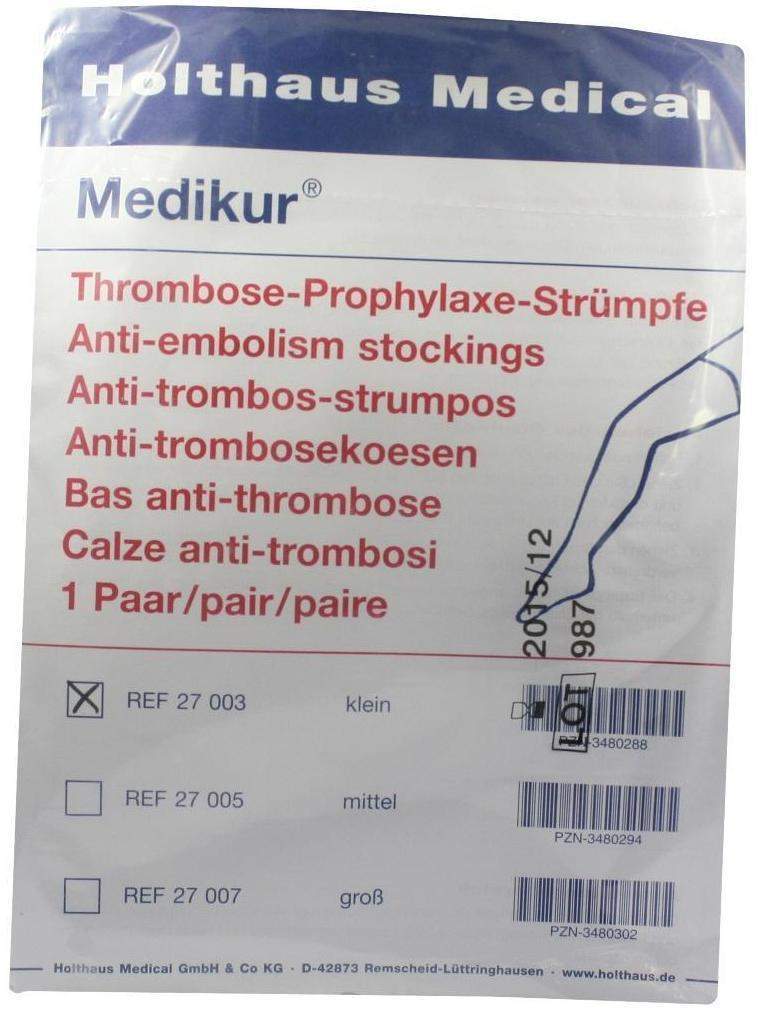 Holthaus Medical
Medikur®
Thrombose-Prophylaxe-Strümpfe
Anti-embolism stockings
Anti-trombos-strumpos
Anti-trombosekoesen
Bas anti-thrombose
Calze anti-trombosi
1 Paar/pair/paire
2015/12
LOT 987
REF 27 003 klein
PZN-3480288
REF 27 005 mittel
PZN-3480294
REF 27 007 groß
PZN-3480302
Holthaus Medical GmbH & Co KG · D-42873 Remscheid-Lüttringhausen · www.holthaus.de